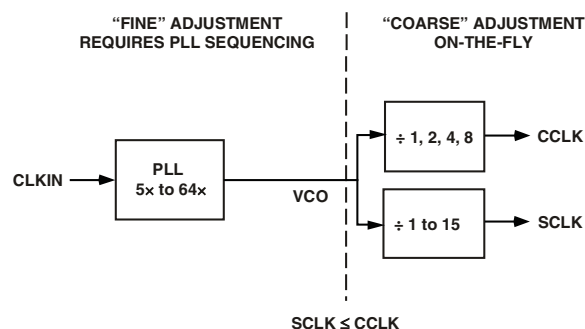 “FINE” ADJUSTMENT
REQUIRES PLL SEQUENCING
“COARSE” ADJUSTMENT
ON-THE-FLY
CLKIN
PLL
5× to 64×
VCO
÷ 1, 2, 4, 8
CCLK
÷ 1 to 15
SCLK
SCLK ≤ CCLK